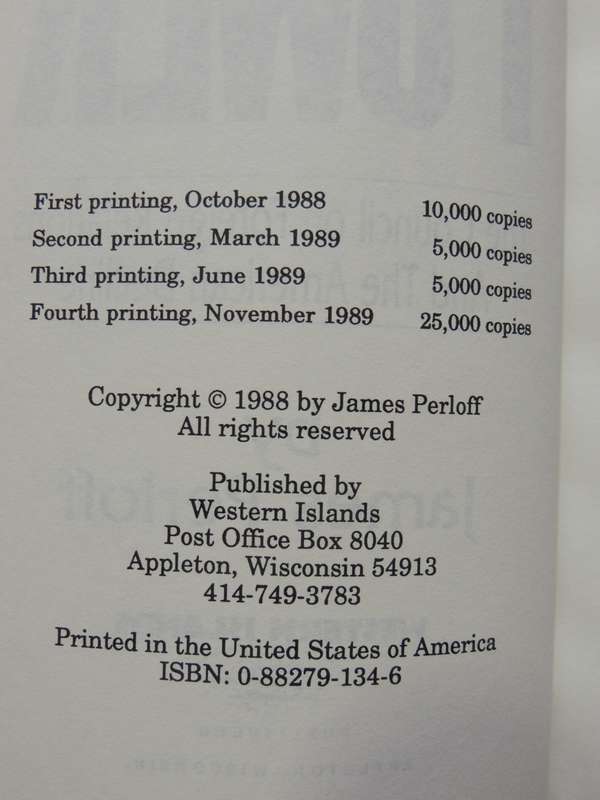 First printing, October 1988 10,000 copies
Second printing, March 1989 5,000 copies
Third printing, June 1989 5,000 copies
Fourth printing, November 1989 25,000 copies
Copyright © 1988 by James Perloff
All rights reserved
Published by
Western Islands
Post Office Box 8040
Appleton, Wisconsin 54913
414-749-3783
Printed in the United States of America
ISBN: 0-88279-134-6